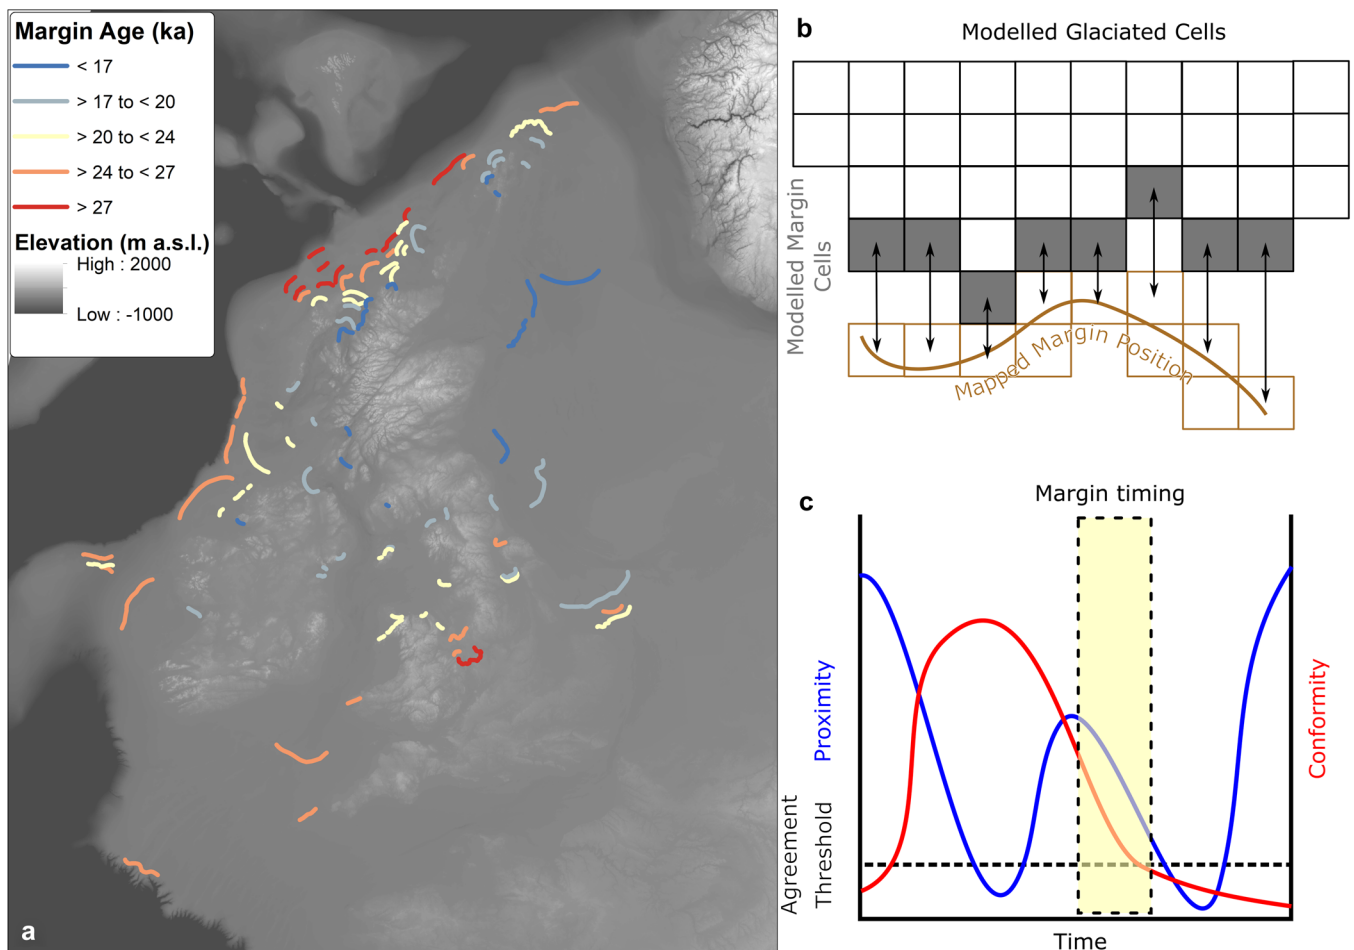 Margin Age (ka)
< 17
> 17 to < 20
> 20 to < 24
> 24 to < 27
> 27
Elevation (m a.s.l.)
High : 2000
Low : -1000
a
b
Modelled Glaciated Cells
Modelled Margin
Cells
Mapped Margin Position
c
Margin timing
Proximity
Conformity
Agreement
Threshold
Time